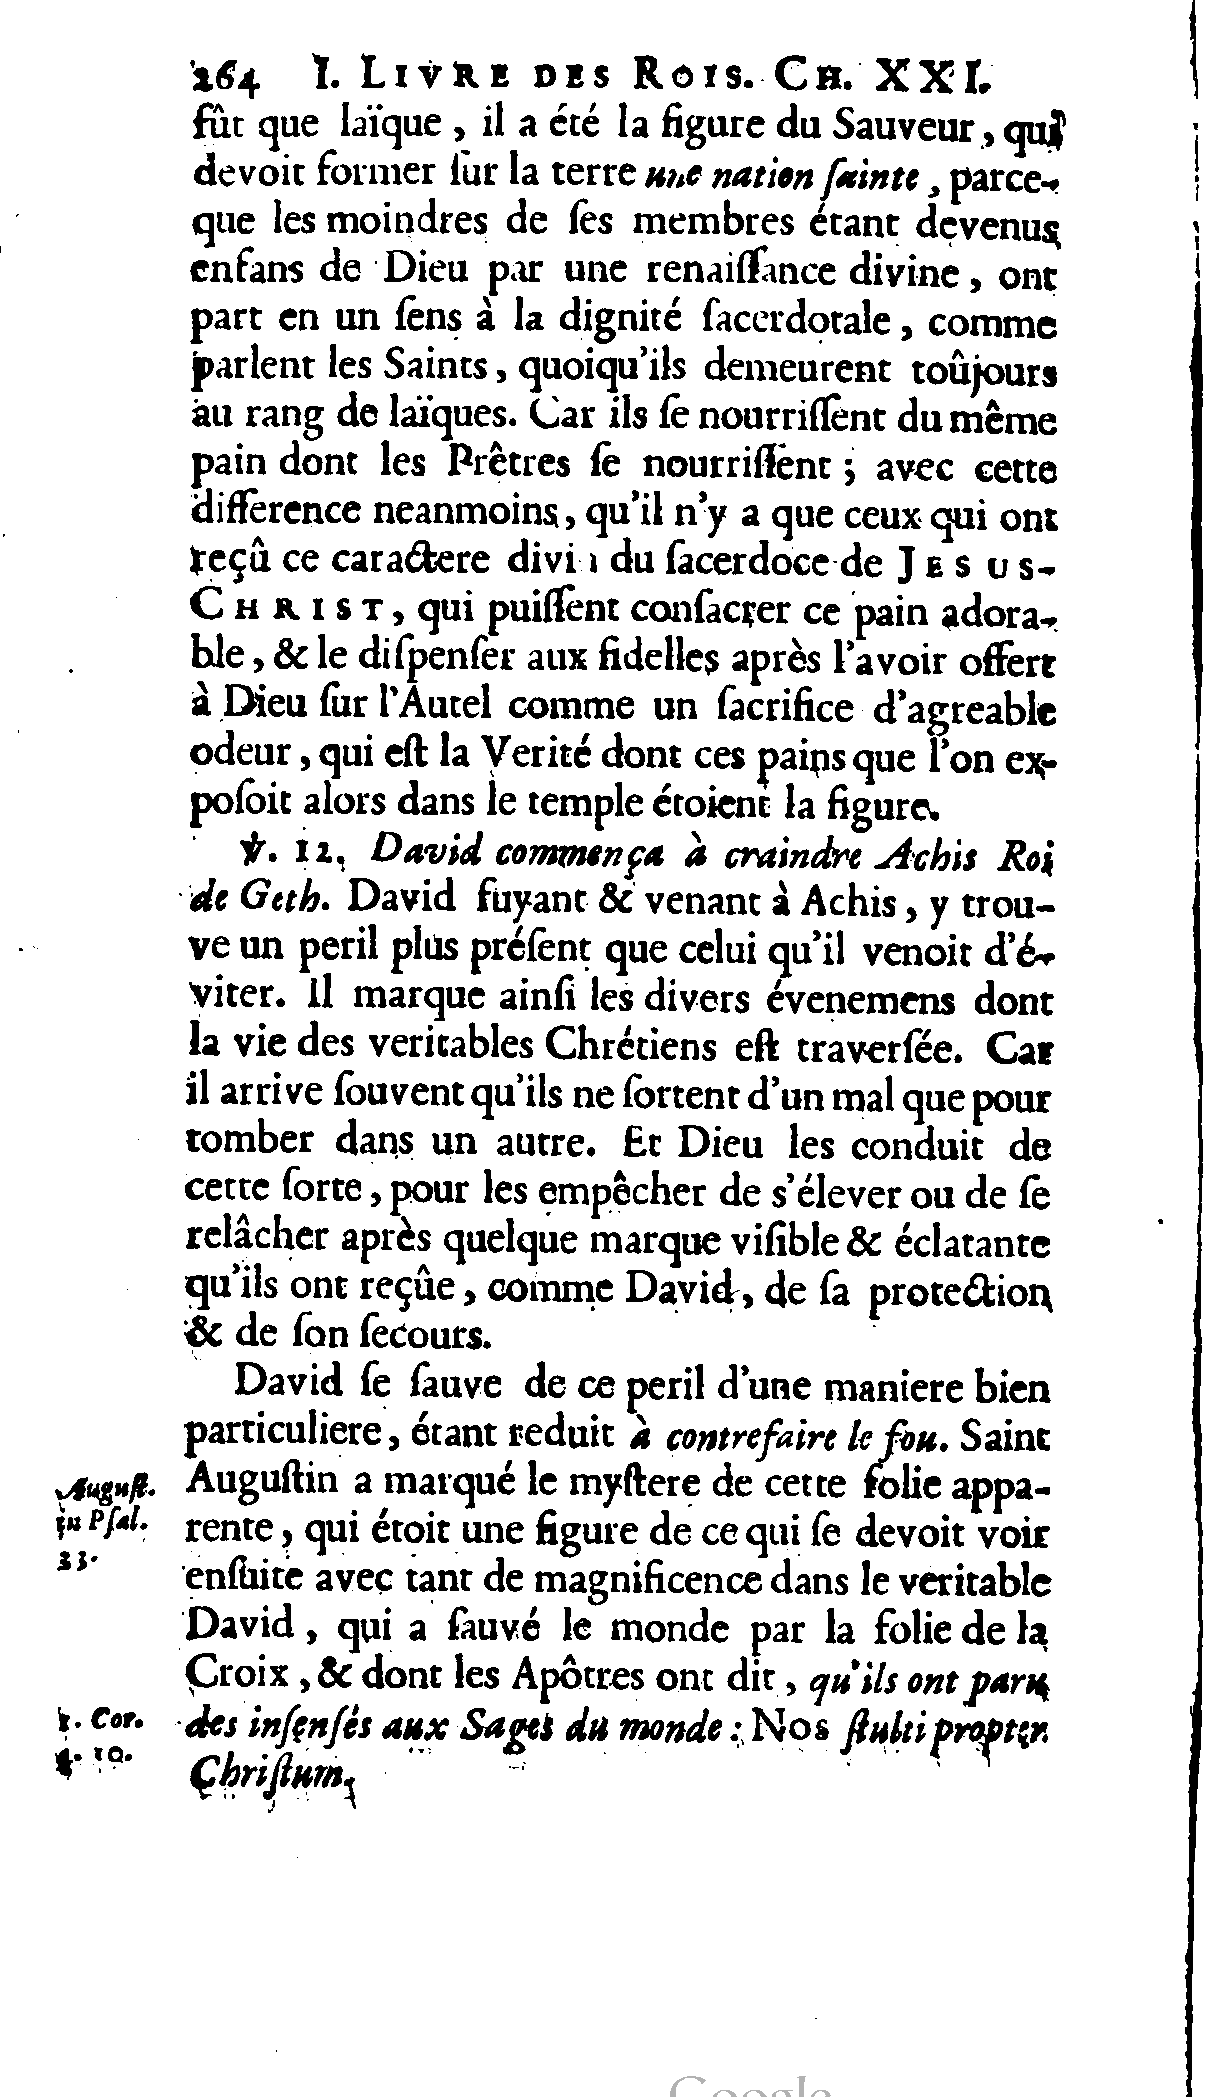 264 I. LIVRE DES ROIS. CH. XXI.
fût que laïque, il a été la figure du Sauveur, qui
devoit former ſur la terre une nation ſainte, parce-
que les moindres de ſes membres étant devenus
enfans de Dieu par une renaiſſance divine, ont
part en un ſens à la dignité ſacerdotale, comme
parlent les Saints, quoiqu'ils demeurent toûjours
au rang de laïques. Car ils ſe nourriſſent du même
pain dont les Prêtres ſe nourriſſent; avec cette
difference neanmoins, qu'il n'y a que ceux qui ont
reçû ce caractere divin du ſacerdoce de JESUS-
CHRIST, qui puiſſent conſacrer ce pain adora-
ble, & le diſpenſer aux fidelles après l'avoir offert
à Dieu ſur l'Autel comme un ſacrifice d'agreable
odeur, qui eſt la Verité dont ces pains que l'on ex-
poſoit alors dans le temple étoient la figure.
℣. 12. David commença à craindre Achis Roi
de Geth. David fuyant & venant à Achis, y trou-
ve un peril plus préſent que celui qu'il venoit d'é-
viter. Il marque ainſi les divers évenemens dont
la vie des veritables Chrétiens eſt traverſée. Car
il arrive ſouvent qu'ils ne ſortent d'un mal que pour
tomber dans un autre. Et Dieu les conduit de
cette ſorte, pour les empêcher de s'élever ou de ſe
relâcher après quelque marque viſible & éclatante
qu'ils ont reçûe, comme David, de ſa protection
& de ſon ſecours.
David ſe ſauve de ce peril d'une maniere bien
particuliere, étant reduit à contrefaire le fou. Saint
Auguſtin a marqué le myſtere de cette folie appa-
rente, qui étoit une figure de ce qui ſe devoit voir
enſuite avec tant de magnificence dans le veritable
David, qui a ſauvé le monde par la folie de la
Croix, & dont les Apôtres ont dit, qu'ils ont paru
des inſenſés aux Sages du monde: Nos ſtulti propter
Chriſtum,
Auguſt.
in Pſal.
33.
1. Cor.
4. 10.
Google